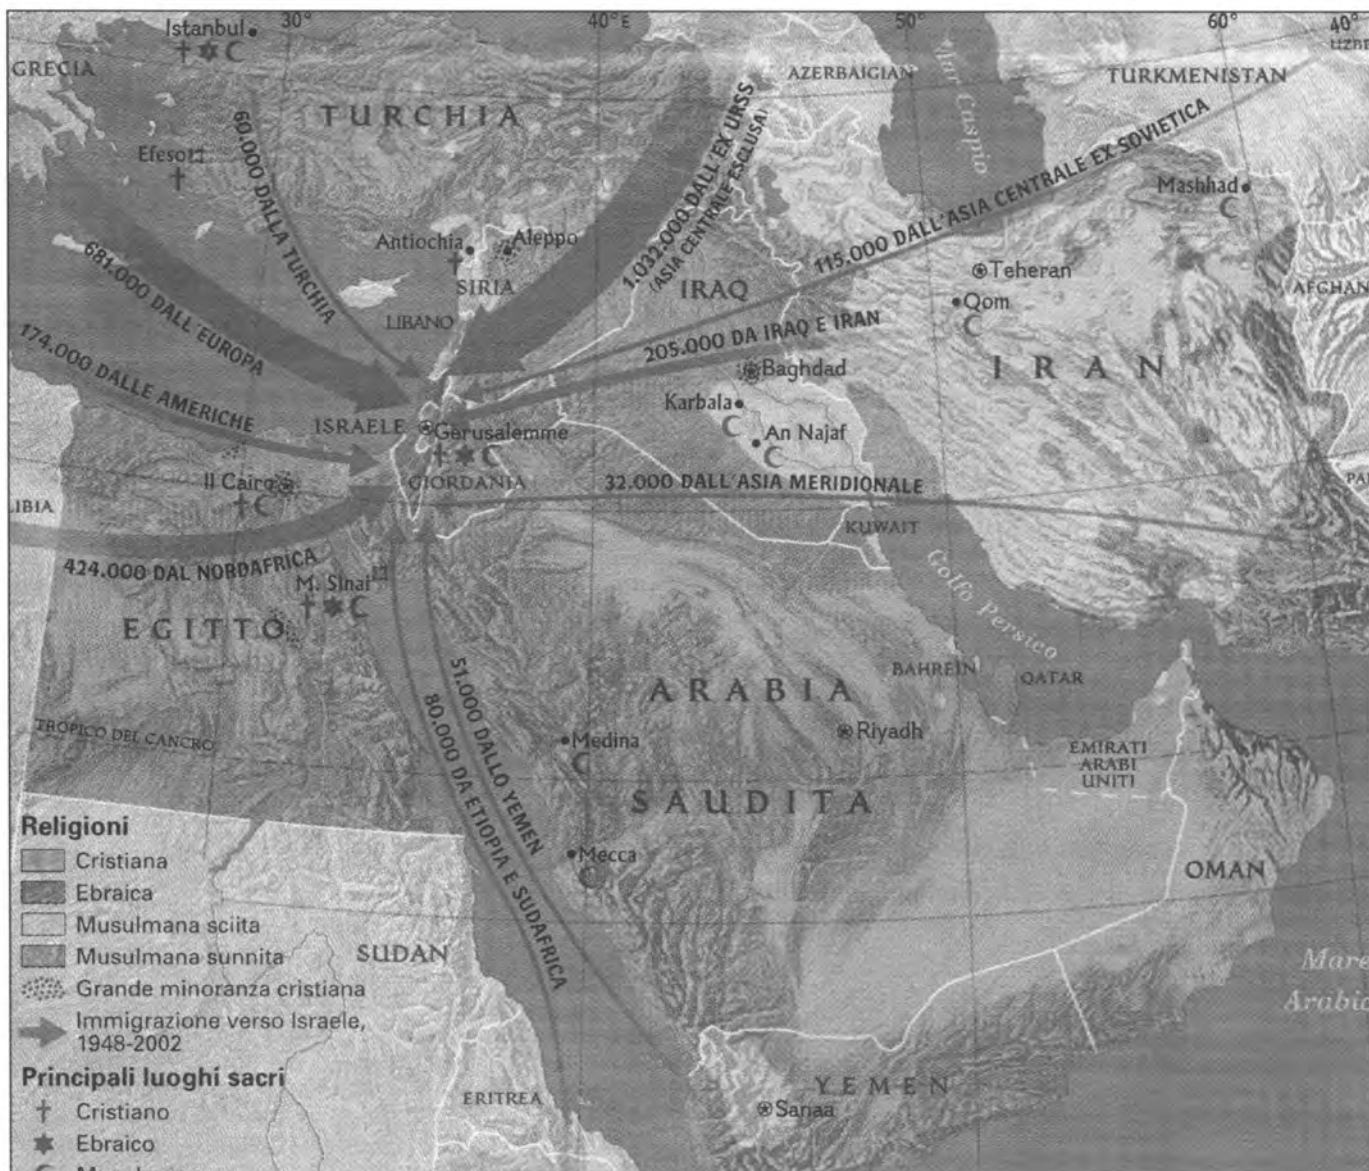 30°
40°E
50°
60°
40°
UZBE
Istanbul
GRECIA
TURCHIA
AZERBAIGIAN
TURKMENISTAN
Mar Caspio
Efeso
60.000 DALLA TURCHIA
1.032.000 DALL'EX URSS
(ASIA CENTRALE ESCLUSA)
115.000 DALL'ASIA CENTRALE EX SOVIETICA
Mashhad
Antiochia
Aleppo
681.000 DALL'EUROPA
SIRIA
IRAQ
Teheran
Qom
AFGHAN
LIBANO
205.000 DA IRAQ E IRAN
174.000 DALLE AMERICHE
Baghdad
IRAN
Karbala
ISRAELE
Gerusalemme
An Najaf
Il Cairo
GIORDANIA
32.000 DALL'ASIA MERIDIONALE
PA
LIBIA
KUWAIT
424.000 DAL NORDAFRICA
M. Sinai
Golfo Persico
EGITTO
51.000 DALLO YEMEN
80.000 DA ETIOPIA E SUDAFRICA
BAHREIN
QATAR
ARABIA
SAUDITA
TROPICO DEL CANCRO
Medina
Riyadh
EMIRATI
ARABI
UNITI
Mecca
OMAN
SUDAN
Mare
Arabi
ERITREA
YEMEN
Sanaa
Religioni
Cristiana
Ebraica
Musulmana sciita
Musulmana sunnita
Grande minoranza cristiana
Immigrazione verso Israele,
1948-2002
Principali luoghi sacri
Cristiano
Ebraico